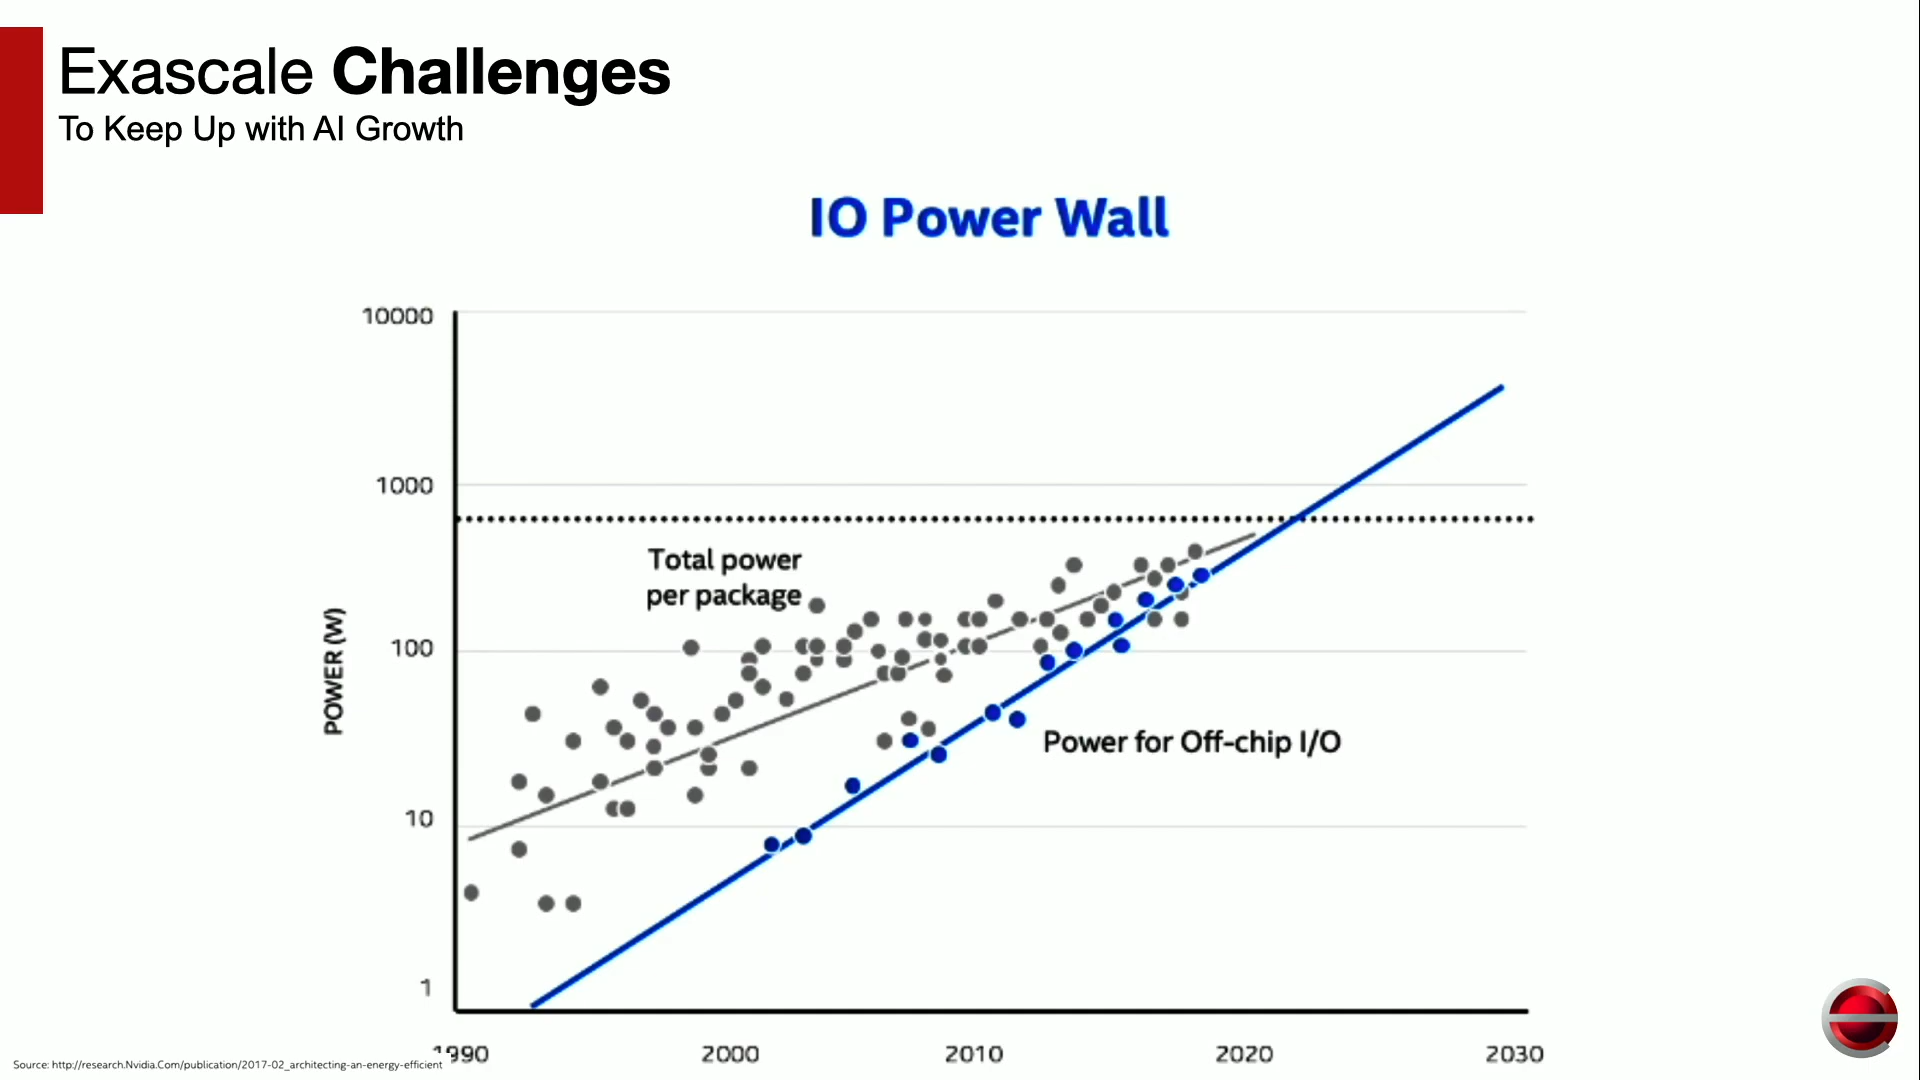 Exascale Challenges
To Keep Up with AI Growth
IO Power Wall
10000
1000
Total power
per package
100
POWER (W)
Power for Off-chip I/O
10
1
1990 2000 2010 2020 2030
Source: http://research.Nvidia.Com/publication/2017-02_architecting-an-energy-efficient